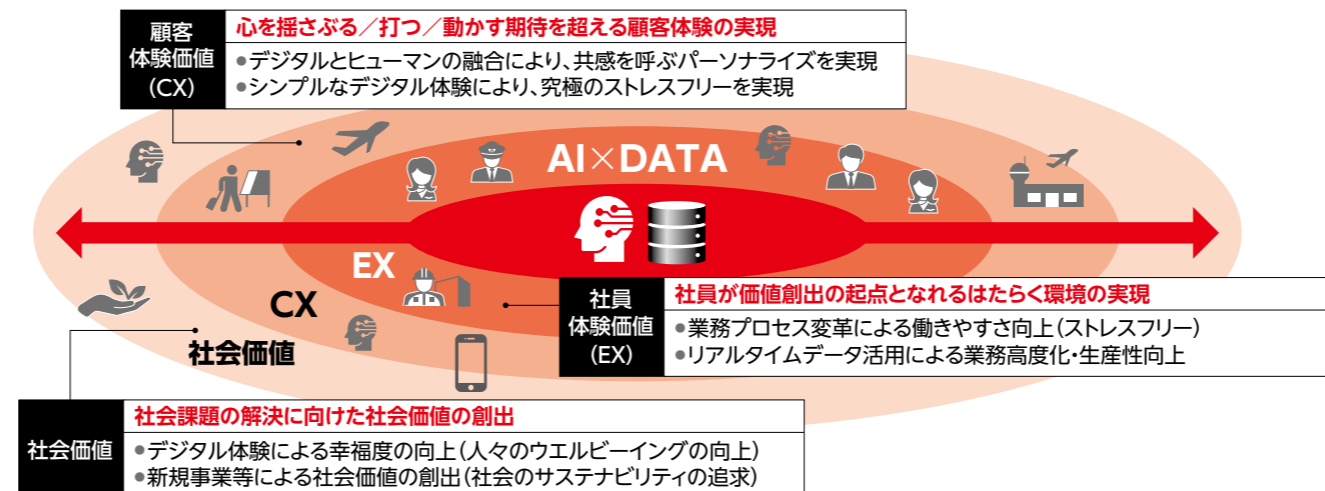 顧客
体験価値
(CX)
心を揺さぶる／打つ／動かす期待を超える顧客体験の実現
●デジタルとヒューマンの融合により、共感を呼ぶパーソナライズを実現
●シンプルなデジタル体験により、究極のストレスフリーを実現
AI×DATA
EX
CX
社会価値
社員
体験価値
(EX)
社員が価値創出の起点となれるはたらく環境の実現
●業務プロセス変革による働きやすさ向上(ストレスフリー)
●リアルタイムデータ活用による業務高度化・生産性向上
社会価値
社会課題の解決に向けた社会価値の創出
●デジタル体験による幸福度の向上(人々のウエルビーイングの向上)
●新規事業等による社会価値の創出(社会のサステナビリティの追求)